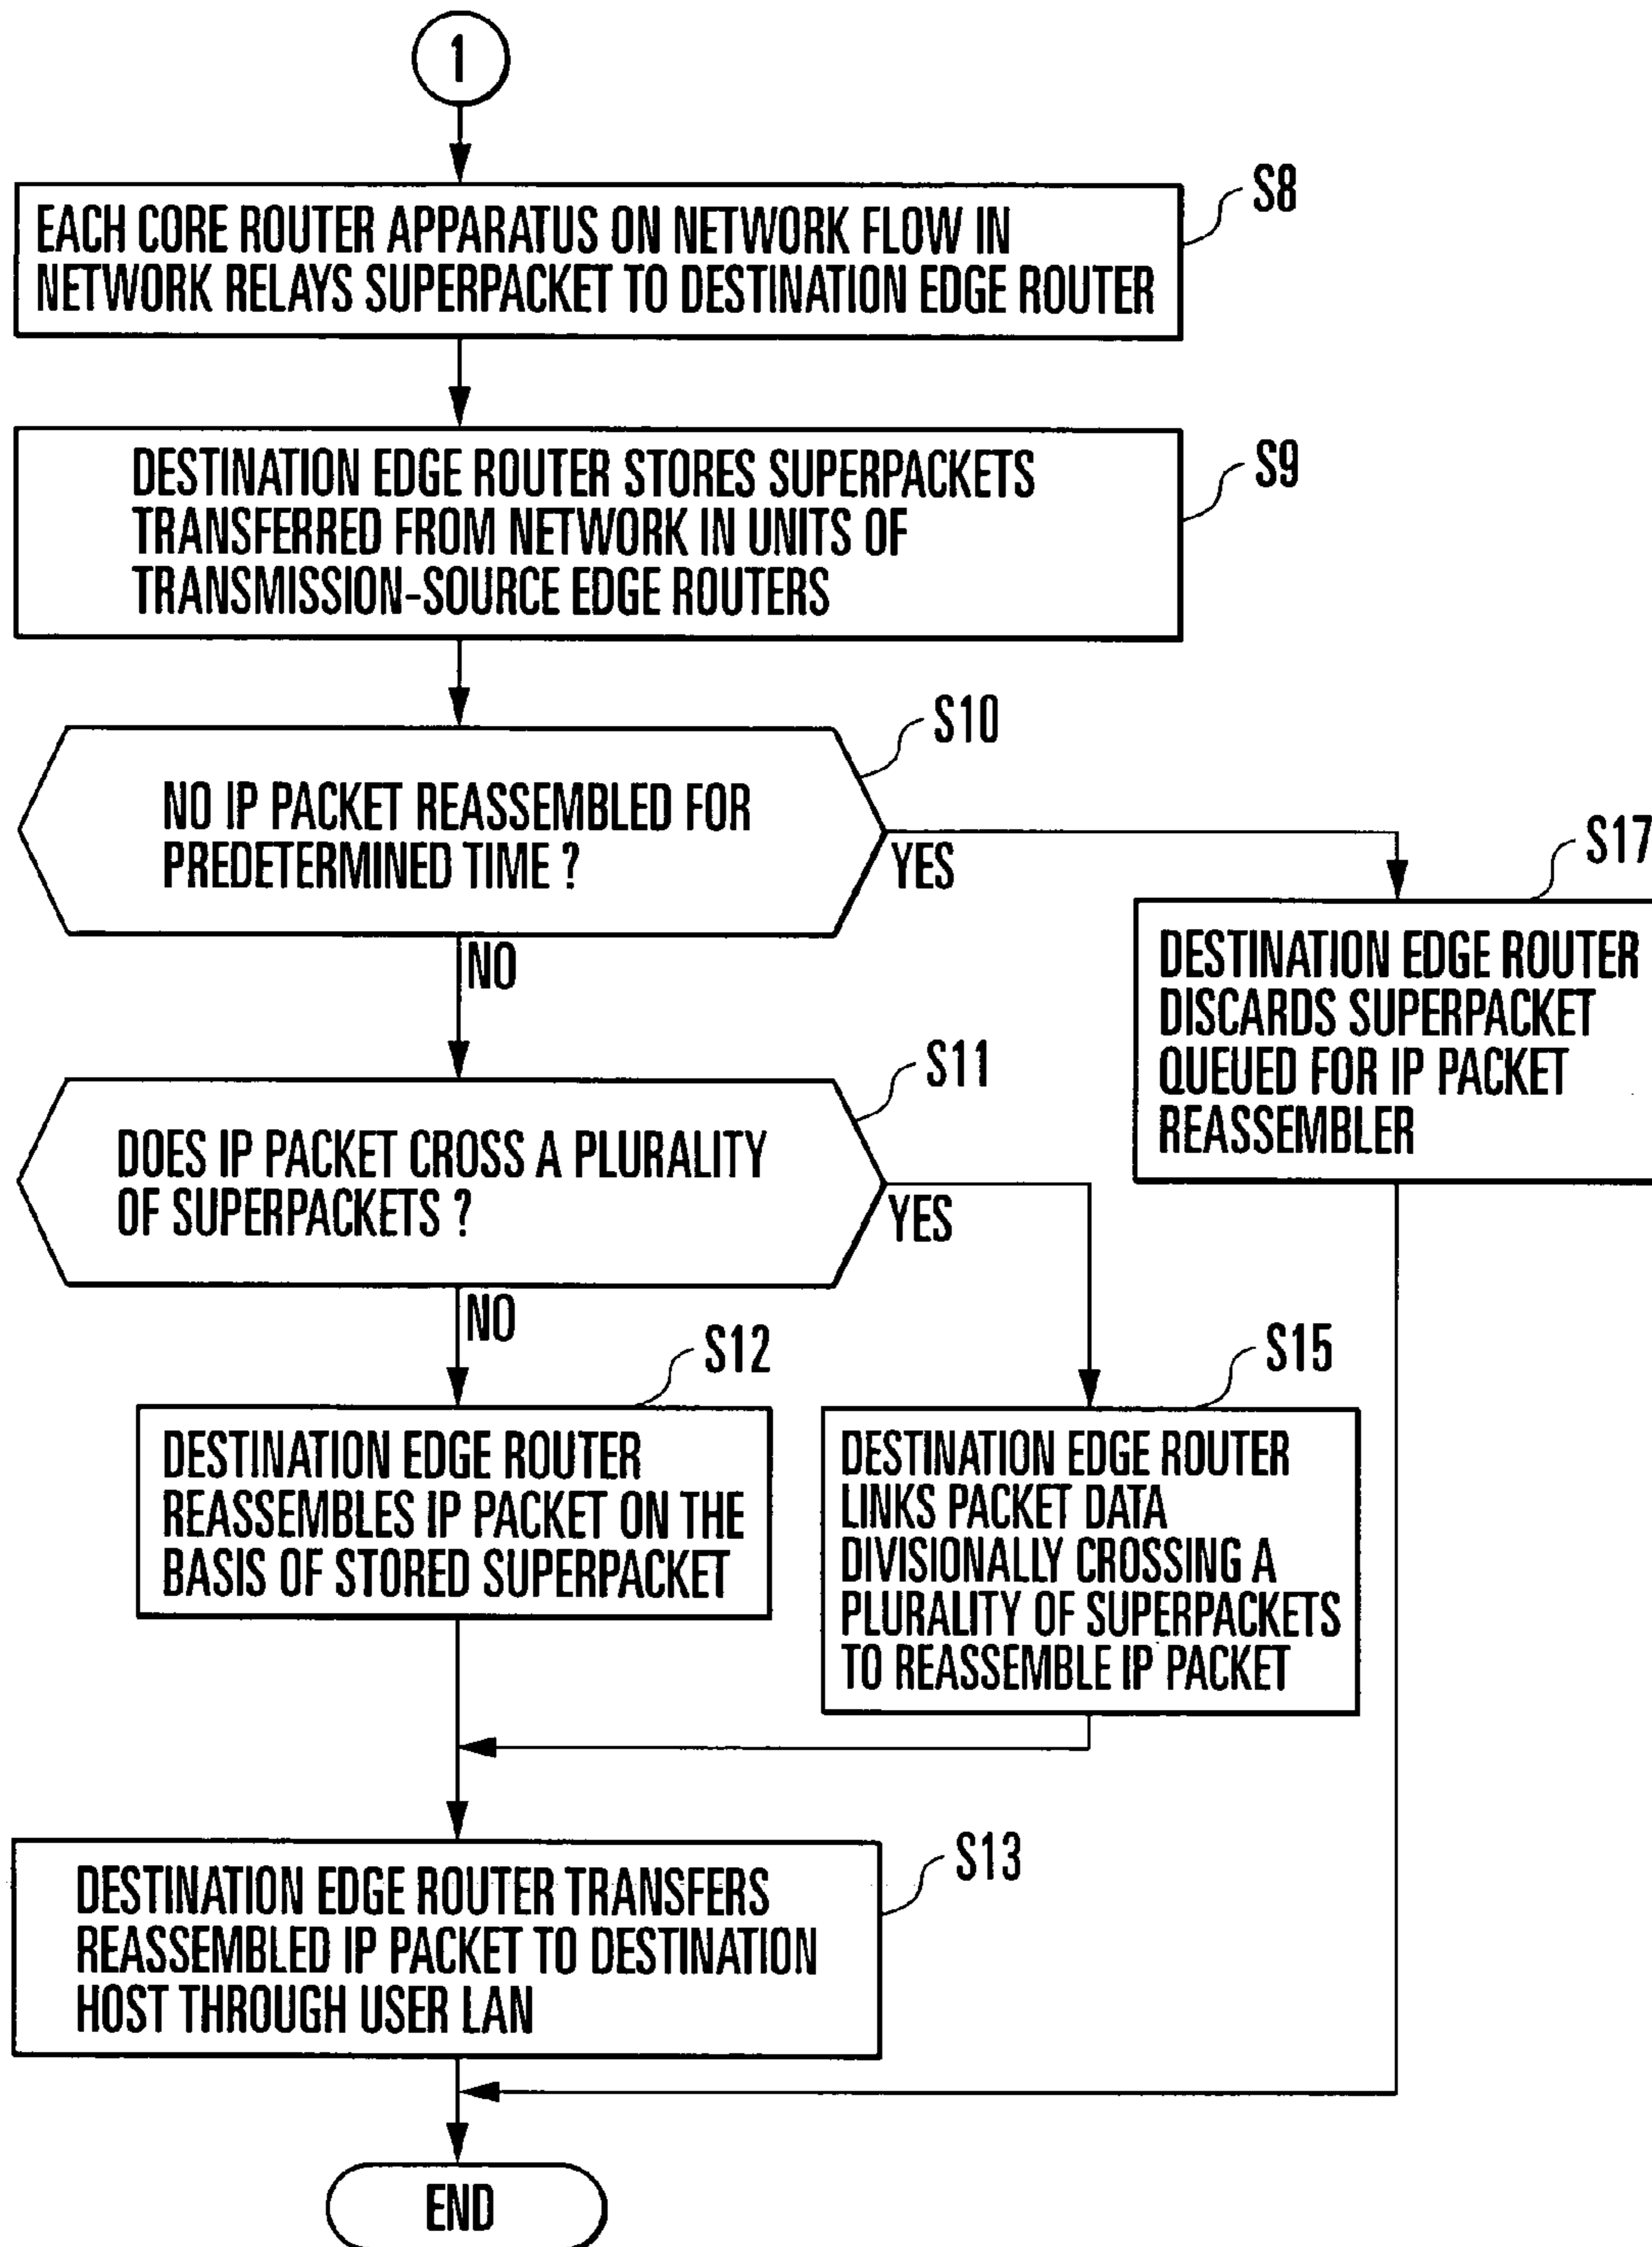 1
S8
EACH CORE ROUTER APPARATUS ON NETWORK FLOW IN
NETWORK RELAYS SUPERPACKET TO DESTINATION EDGE ROUTER
S9
DESTINATION EDGE ROUTER STORES SUPERPACKETS
TRANSFERRED FROM NETWORK IN UNITS OF
TRANSMISSION-SOURCE EDGE ROUTERS
S10
NO IP PACKET REASSEMBLED FOR
PREDETERMINED TIME ?
YES
NO
S17
DESTINATION EDGE ROUTER
DISCARDS SUPERPACKET
QUEUED FOR IP PACKET
REASSEMBLER
S11
DOES IP PACKET CROSS A PLURALITY
OF SUPERPACKETS ?
YES
NO
S12
DESTINATION EDGE ROUTER
REASSEMBLES IP PACKET ON THE
BASIS OF STORED SUPERPACKET
S15
DESTINATION EDGE ROUTER
LINKS PACKET DATA
DIVISIONALLY CROSSING A
PLURALITY OF SUPERPACKETS
TO REASSEMBLE IP PACKET
S13
DESTINATION EDGE ROUTER TRANSFERS
REASSEMBLED IP PACKET TO DESTINATION
HOST THROUGH USER LAN
END